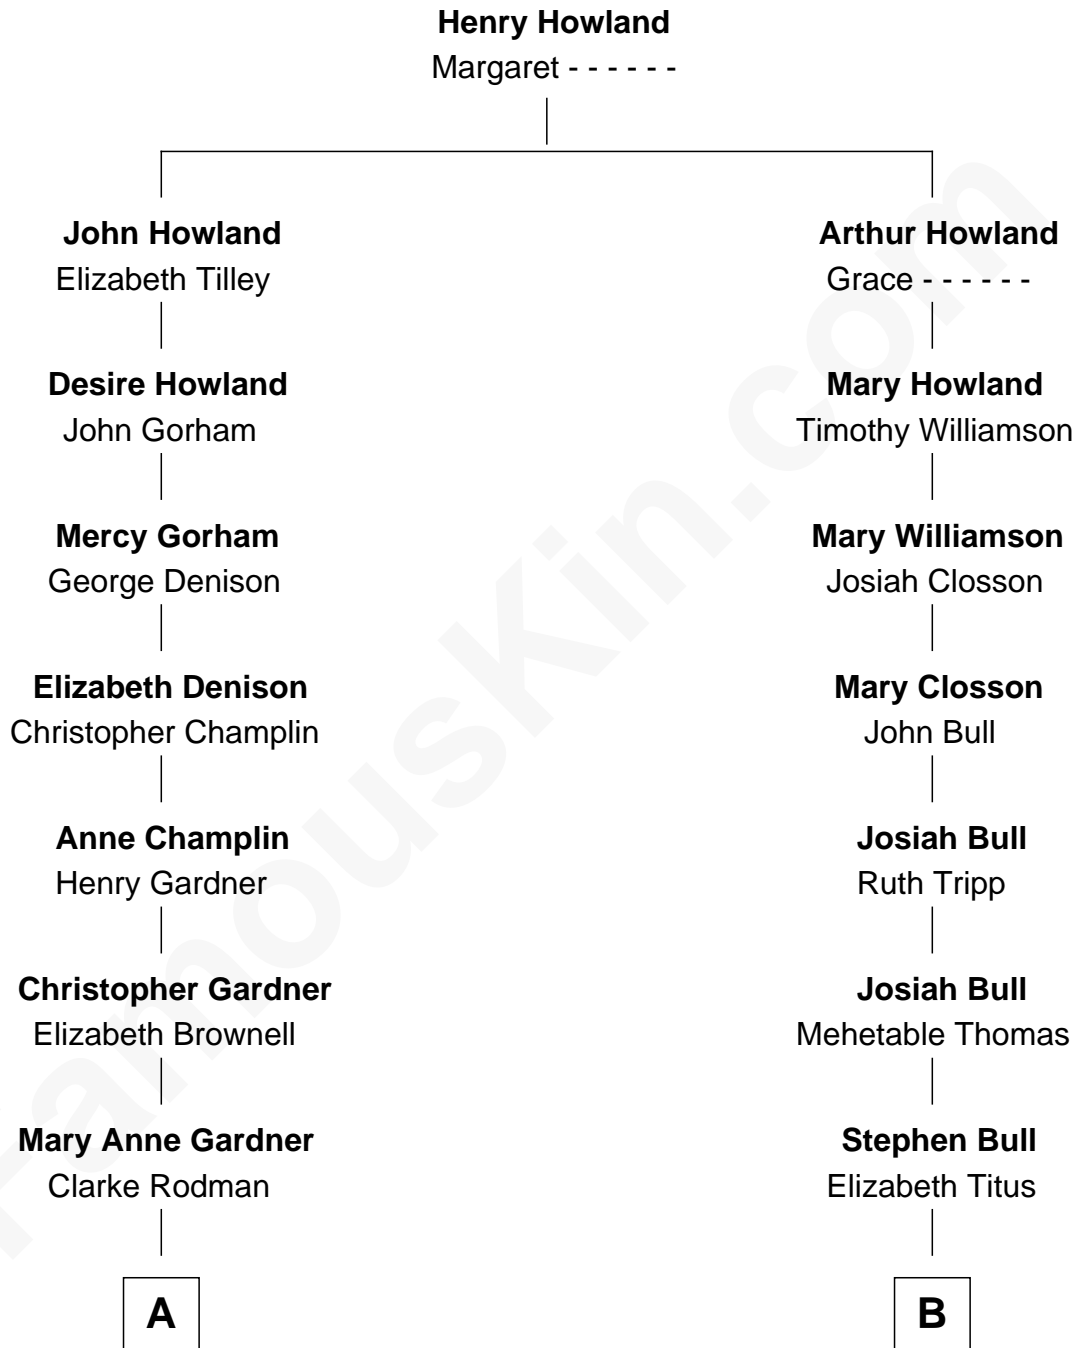 Henry Howland
Margaret - - - - - -
John Howland
Elizabeth Tilley
Arthur Howland
Grace - - - - - -
Desire Howland
John Gorham
Mary Howland
Timothy Williamson
Mercy Gorham
George Denison
Mary Williamson
Josiah Closson
Elizabeth Denison
Christopher Champlin
Mary Closson
John Bull
Anne Champlin
Henry Gardner
Josiah Bull
Ruth Tripp
Christopher Gardner
Elizabeth Brownell
Josiah Bull
Mehetable Thomas
Mary Anne Gardner
Clarke Rodman
Stephen Bull
Elizabeth Titus
A
B
FamousKin.com